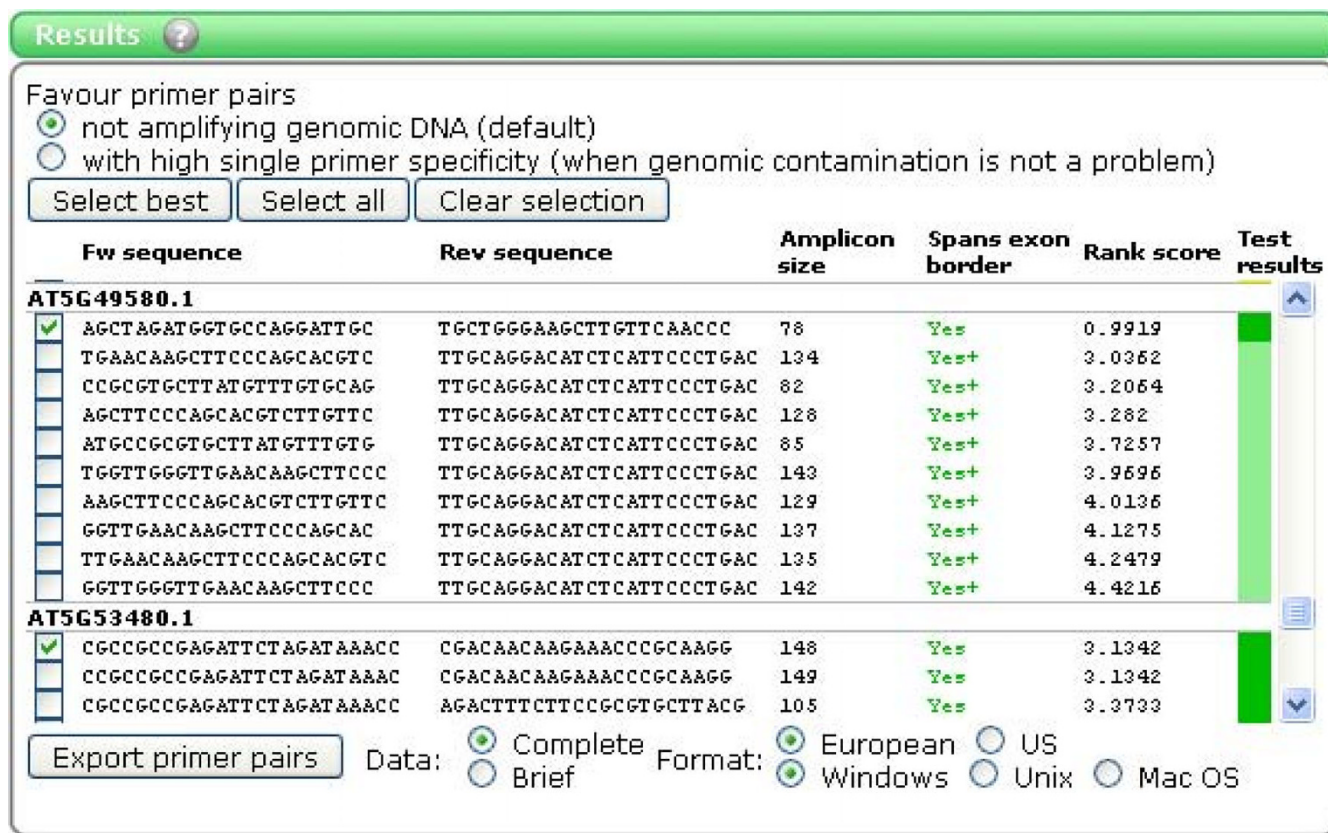 Results ?
Favour primer pairs
not amplifying genomic DNA (default)
with high single primer specificity (when genomic contamination is not a problem)
Select best Select all Clear selection
Fw sequence Rev sequence Amplicon size Spans exon border Rank score Test results
AT5G49580.1
AGCTAGATGGTGCCAGGATTGC TGCTGGGAAGCTTGTTCAACCC 78 Yes 0.9919
TGAACAAGCTTCCCAGCACGTC TTGCAGGACATCTCATTCCCTGAC 134 Yes+ 3.0362
CCGCGTGCTTATGTTTGTGCAG TTGCAGGACATCTCATTCCCTGAC 82 Yes+ 3.2064
AGCTTCCCAGCACGTCTTGTTC TTGCAGGACATCTCATTCCCTGAC 128 Yes+ 3.282
ATGCCGCGTGCTTATGTTTGTG TTGCAGGACATCTCATTCCCTGAC 85 Yes+ 3.7257
TGGTTGGGTTGAACAAGCTTCCC TTGCAGGACATCTCATTCCCTGAC 143 Yes+ 3.9696
AAGCTTCCCAGCACGTCTTGTTC TTGCAGGACATCTCATTCCCTGAC 129 Yes+ 4.0136
GGTTGAACAAGCTTCCCAGCAC TTGCAGGACATCTCATTCCCTGAC 137 Yes+ 4.1275
TTGAACAAGCTTCCCAGCACGTC TTGCAGGACATCTCATTCCCTGAC 135 Yes+ 4.2479
GGTTGGGTTGAACAAGCTTCCC TTGCAGGACATCTCATTCCCTGAC 142 Yes+ 4.4216
AT5G53480.1
CGCCGCCGAGATTCTAGATAAACC CGACAACAAGAAACCCGCAAGG 148 Yes 3.1342
CCGCCGCCGAGATTCTAGATAAAC CGACAACAAGAAACCCGCAAGG 149 Yes 3.1342
CGCCGCCGAGATTCTAGATAAACC AGACTTTCTTCCGCGTGCTTACG 105 Yes 3.3733
Export primer pairs Data: Complete Format: European US
Brief Windows Unix Mac OS